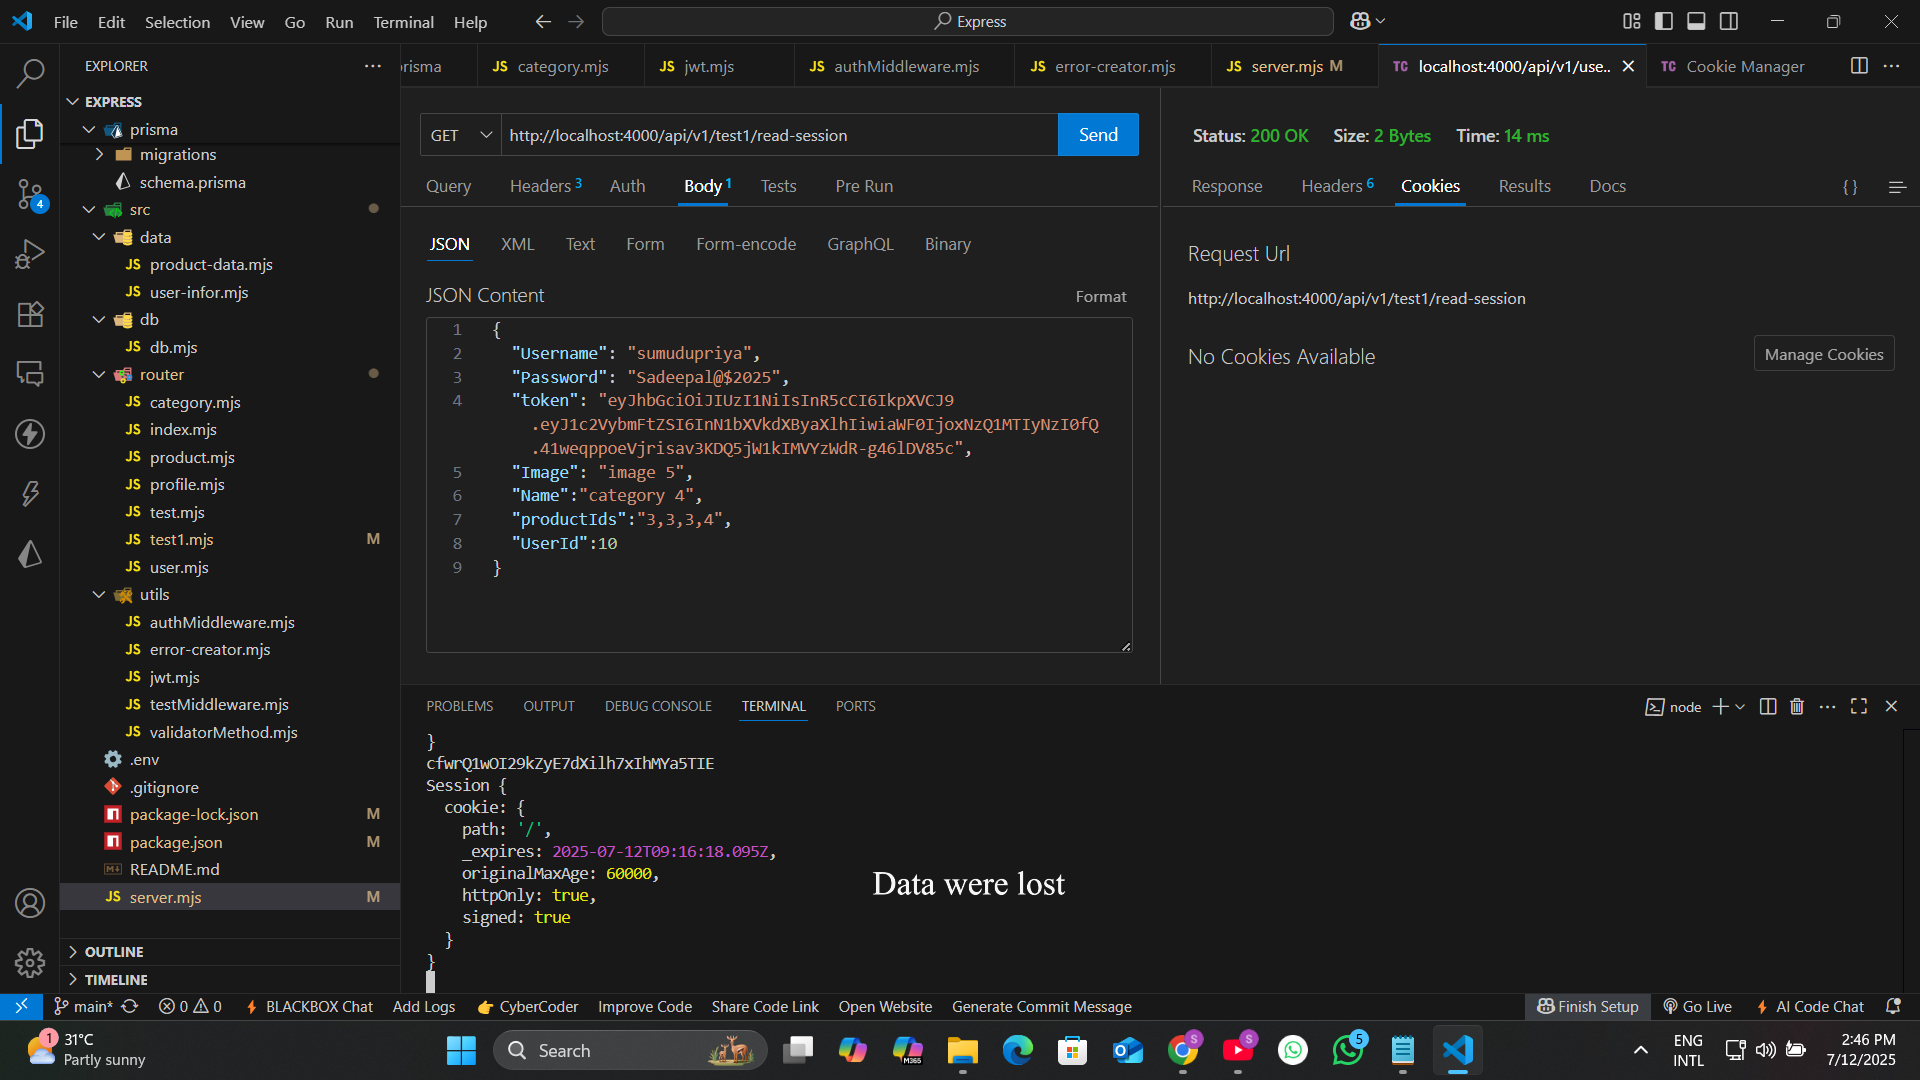 File Edit Selection View Go Run Terminal Help
Express
EXPLORER
EXPRESS
prisma
migrations
schema.prisma
src
data
product-data.mjs
user-infor.mjs
db
db.mjs
router
category.mjs
index.mjs
product.mjs
profile.mjs
test.mjs
test1.mjs M
user.mjs
utils
authMiddleware.mjs
error-creator.mjs
jwt.mjs
testMiddleware.mjs
validatorMethod.mjs
.env
.gitignore
package-lock.json M
package.json M
README.md
server.mjs M
OUTLINE
TIMELINE
4
risma JS category.mjs JS jwt.mjs JS authMiddleware.mjs JS error-creator.mjs JS server.mjs M TC localhost:4000/api/v1/use.. TC Cookie Manager
GET http://localhost:4000/api/v1/test1/read-session Send
Query Headers 3 Auth Body 1 Tests Pre Run
JSON XML Text Form Form-encode GraphQL Binary
JSON Content Format
1 {
2 "Username": "sumudupriya",
3 "Password": "Sadeepal@$2025",
4 "token": "eyJhbGciOiJIUzI1NiIsInR5cCI6IkpXVCJ9
.eyJ1c2VybmFtZSI6InN1bXVkdXByaXlhIiwiaWF0IjoxNzQ1MTIyNzI0fQ
.41weqppoeVjrisav3KDQ5jW1kIMVYzWdR-g46lDV85c",
5 "Image": "image 5",
6 "Name":"category 4",
7 "productIds":"3,3,3,4",
8 "UserId":10
9 }
Status: 200 OK Size: 2 Bytes Time: 14 ms
Response Headers 6 Cookies Results Docs { }
Request Url
http://localhost:4000/api/v1/test1/read-session
No Cookies Available Manage Cookies
PROBLEMS OUTPUT DEBUG CONSOLE TERMINAL PORTS node
}
cfwrQ1wOI29kZyE7dXilh7xIhMYa5TIE
Session {
cookie: {
path: '/',
_expires: 2025-07-12T09:16:18.095Z,
originalMaxAge: 60000,
httpOnly: true,
signed: true
}
}
Data were lost
main* 0 0 BLACKBOX Chat Add Logs CyberCoder Improve Code Share Code Link Open Website Generate Commit Message Finish Setup Go Live AI Code Chat
1 31°C
Partly sunny
Search
M365
S
S
5
ENG
INTL
2:46 PM
7/12/2025